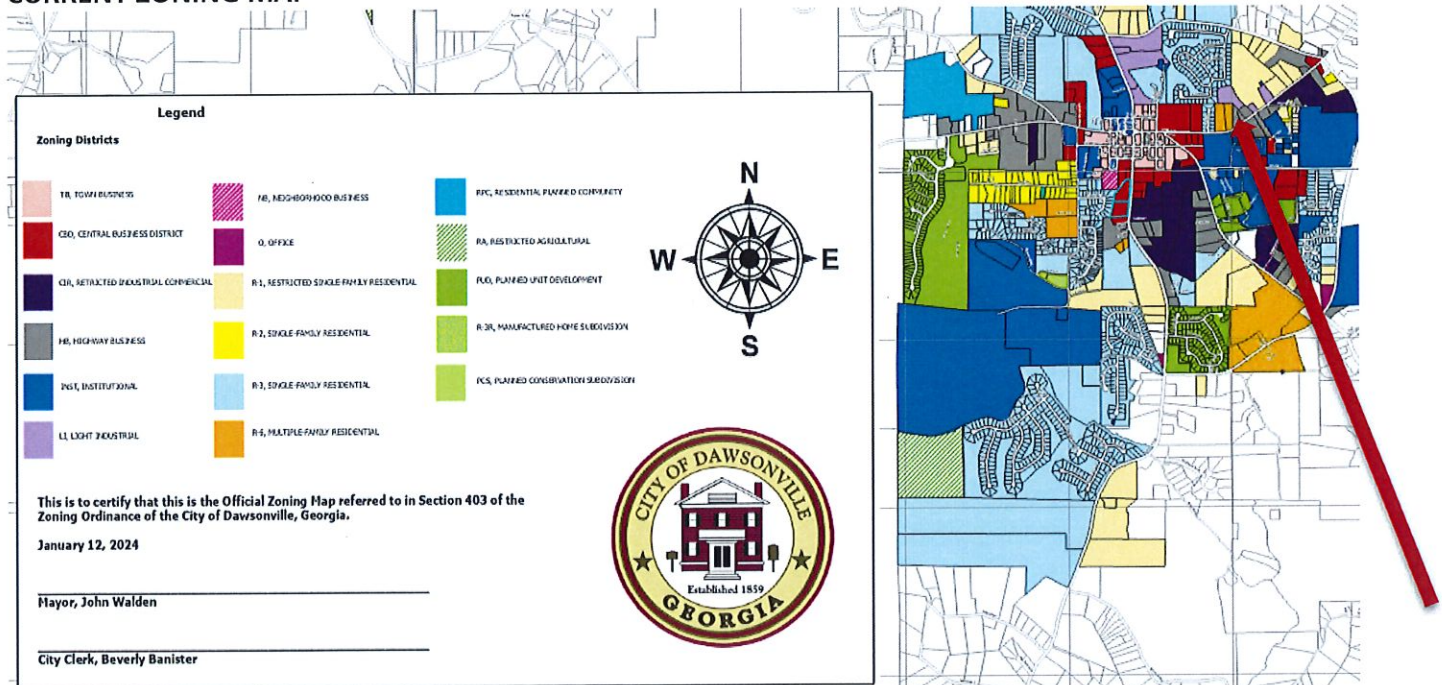 CURRENT ZONING MAP
Legend
Zoning Districts
TB, TOWN BUSINESS
CBD, CENTRAL BUSINESS DISTRICT
CIR, RETRICTED INDUSTRIAL COMMERCIAL
HB, HIGHWAY BUSINESS
INST, INSTITUTIONAL
LI, LIGHT INDUSTRIAL
NB, NEIGHBORHOOD BUSINESS
O, OFFICE
R-1, RESTRICTED SINGLE-FAMILY RESIDENTIAL
R-2, SINGLE-FAMILY RESIDENTIAL
R-3, SINGLE-FAMILY RESIDENTIAL
R-6, MULTIPLE-FAMILY RESIDENTIAL
RPC, RESIDENTIAL PLANNED COMMUNITY
RA, RESTRICTED AGRICULTURAL
PUD, PLANNED UNIT DEVELOPMENT
R-3R, MANUFACTURED HOME SUBDIVISION
PCS, PLANNED CONSERVATION SUBDIVISION
N
W E
S
This is to certify that this is the Official Zoning Map referred to in Section 403 of the
Zoning Ordinance of the City of Dawsonville, Georgia.
January 12, 2024
Mayor, John Walden
City Clerk, Beverly Banister
CITY OF DAWSONVILLE
Established 1859
GEORGIA